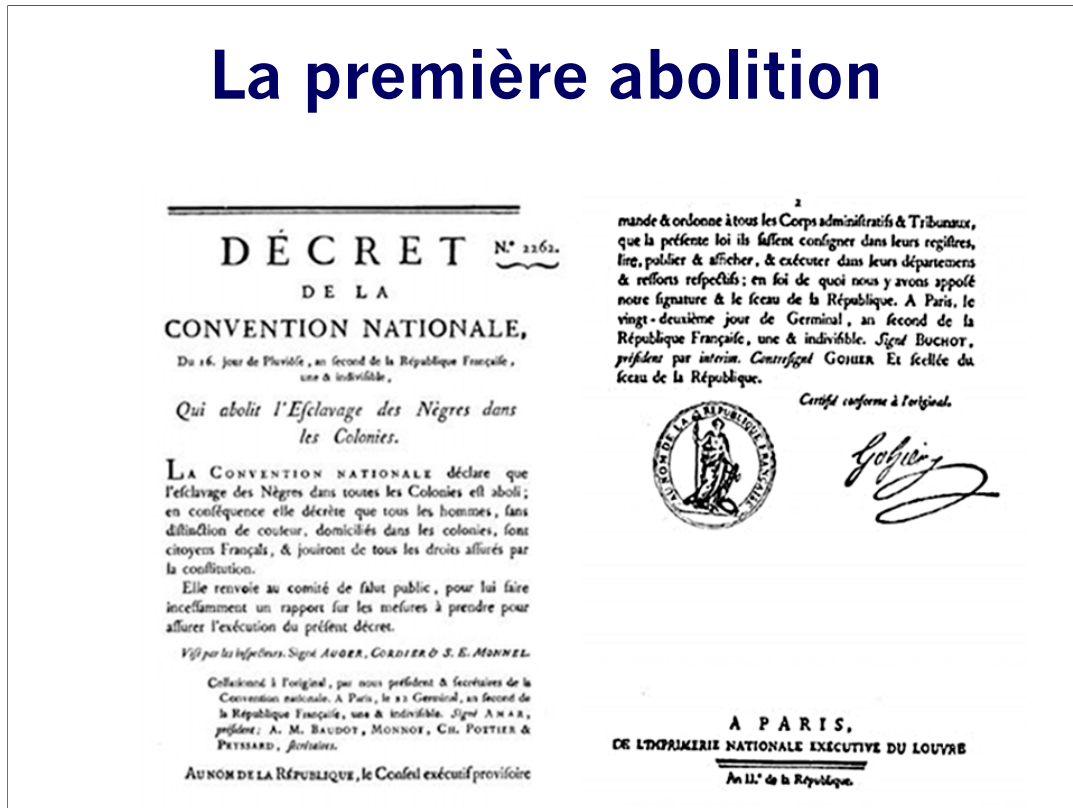 La première abolition
DÉCRET N.° 2262.
DE LA
CONVENTION NATIONALE,
Du 16. jour de Pluviôſe, an ſecond de la République Françaiſe,
une & indiviſible,
Qui abolit l'Eſclavage des Nègres dans
les Colonies.
LA CONVENTION NATIONALE déclare que
l'eſclavage des Nègres dans toutes les Colonies eſt aboli;
en conſéquence elle décrète que tous les hommes, ſans
diſtinction de couleur, domiciliés dans les colonies, ſont
citoyens Français, & jouiront de tous les droits aſſurés par
la conſtitution.
Elle renvoie au comité de ſalut public, pour lui faire
inceſſamment un rapport ſur les meſures à prendre pour
aſſurer l'exécution du préſent décret.
Viſé par les inſpecteurs. Signé AUGER, CORDIER & S. E. MONNEL.
Collationné à l'original, par nous préſident & ſecrétaires de la
Convention nationale. A Paris, le 22 Germinal, an ſecond de
la République Françaiſe, une & indiviſible. Signé AMAR,
préſident; A. M. BAUDOT, MONNOT, CH. POTTIER &
PEYSSARD, ſecrétaires.
AU NOM DE LA RÉPUBLIQUE, le Conſeil exécutif proviſoire
2
mande & ordonne à tous les Corps adminiſtratifs & Tribunaux,
que la préſente loi ils faſſent conſigner dans leurs regiſtres,
lire, publier & afficher, & exécuter dans leurs départemens
& reſſorts reſpectifs; en foi de quoi nous y avons appoſé
notre ſignature & le ſceau de la République. A Paris, le
vingt-deuxième jour de Germinal, an ſecond de la
République Françaiſe, une & indiviſible. Signé BUCHOT,
préſident par interim. Contreſigné GOHIER Et ſcellée du
ſceau de la République.
Certifié conforme à l'original.
AU NOM DE LA RÉPUBLIQUE FRANÇAISE
Gohier
A PARIS,
DE L'IMPRIMERIE NATIONALE EXÉCUTIVE DU LOUVRE
An II.e de la République.